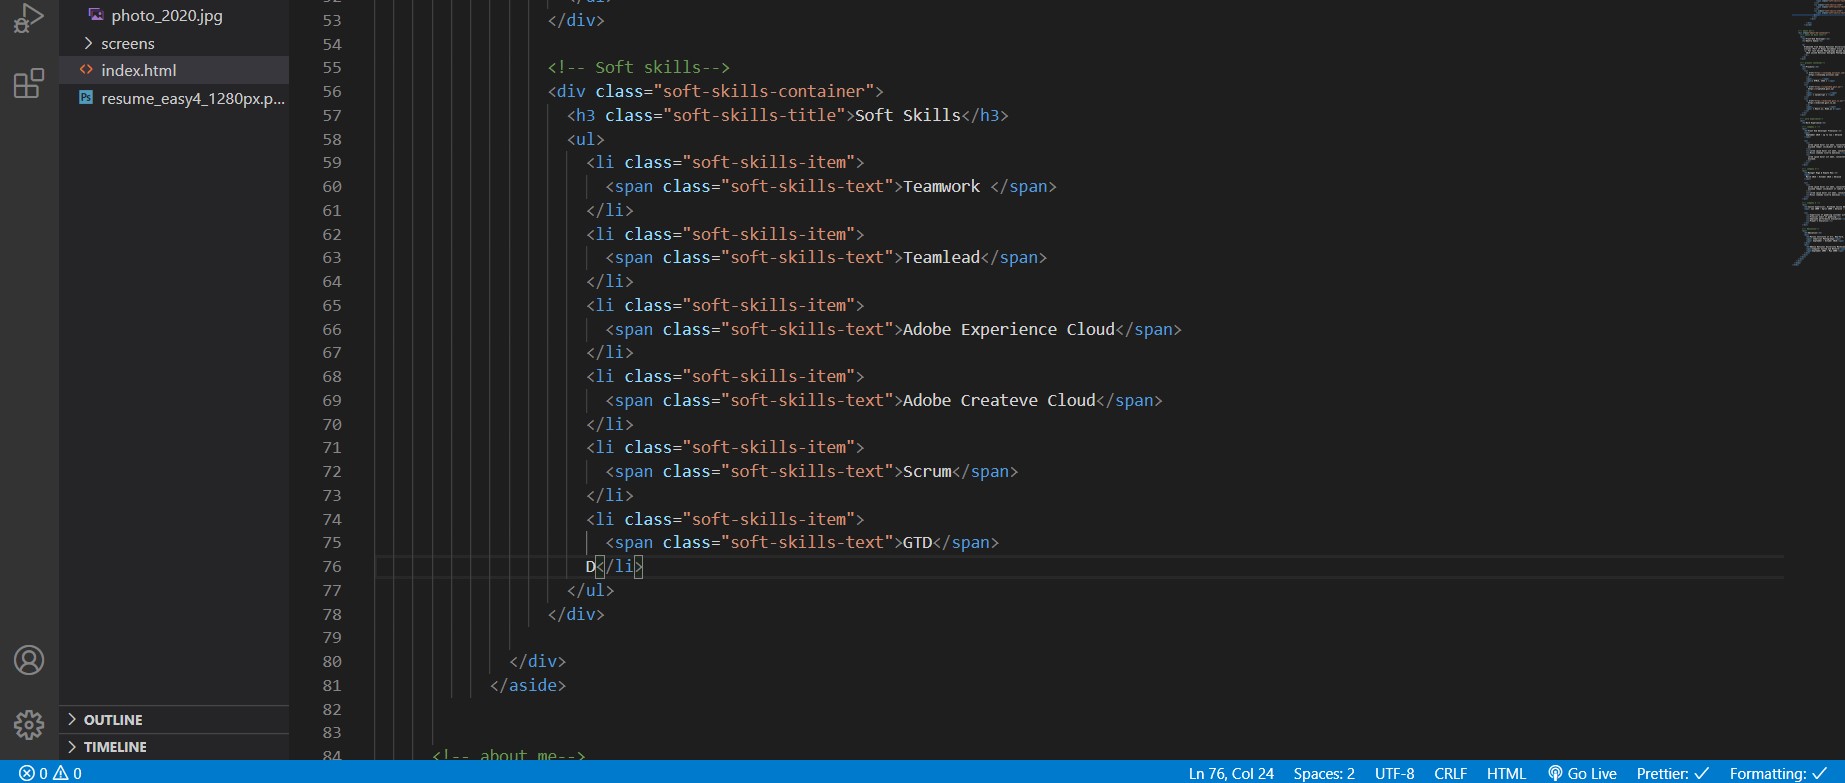 photo_2020.jpg
screens
index.html
resume_easy4_1280px.p...
OUTLINE
TIMELINE
53 </div>
54
55 <!-- Soft skills-->
56 <div class="soft-skills-container">
57 <h3 class="soft-skills-title">Soft Skills</h3>
58 <ul>
59 <li class="soft-skills-item">
60 <span class="soft-skills-text">Teamwork </span>
61 </li>
62 <li class="soft-skills-item">
63 <span class="soft-skills-text">Teamlead</span>
64 </li>
65 <li class="soft-skills-item">
66 <span class="soft-skills-text">Adobe Experience Cloud</span>
67 </li>
68 <li class="soft-skills-item">
69 <span class="soft-skills-text">Adobe Createve Cloud</span>
70 </li>
71 <li class="soft-skills-item">
72 <span class="soft-skills-text">Scrum</span>
73 </li>
74 <li class="soft-skills-item">
75 <span class="soft-skills-text">GTD</span>
76 D</li>
77 </ul>
78 </div>
79
80 </div>
81 </aside>
82
83
84 <!-- about me-->
0 0 Ln 76, Col 24 Spaces: 2 UTF-8 CRLF HTML Go Live Prettier: ✓ Formatting: ✓